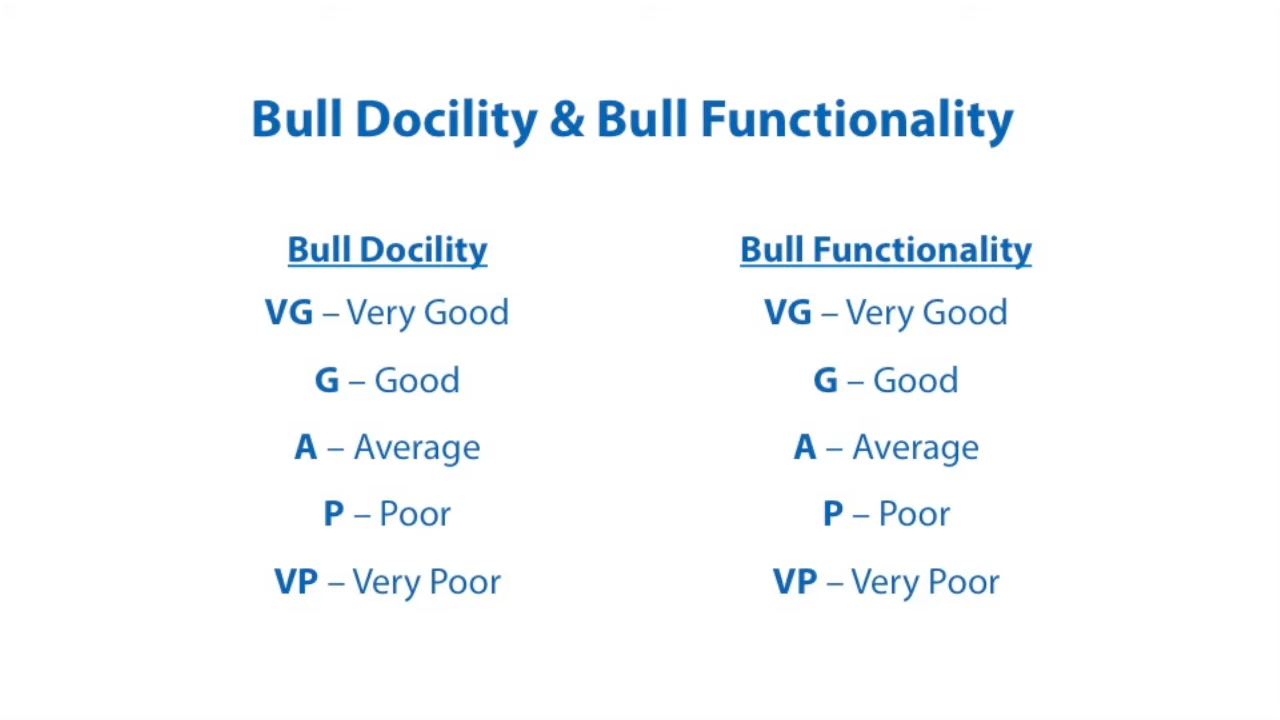 Bull Docility & Bull Functionality
Bull Docility
VG – Very Good
G – Good
A – Average
P – Poor
VP – Very Poor
Bull Functionality
VG – Very Good
G – Good
A – Average
P – Poor
VP – Very Poor